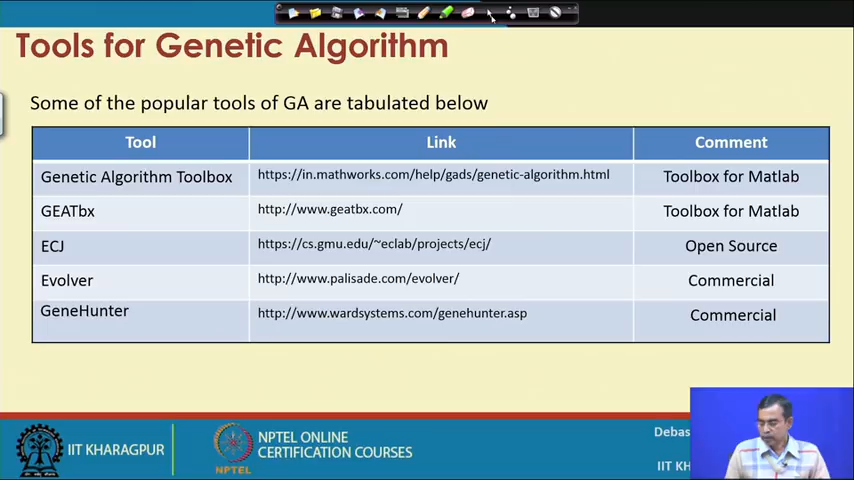 Tools for Genetic Algorithm
Some of the popular tools of GA are tabulated below
Tool Link Comment
Genetic Algorithm Toolbox https://in.mathworks.com/help/gads/genetic-algorithm.html Toolbox for Matlab
GEATbx http://www.geatbx.com/ Toolbox for Matlab
ECJ https://cs.gmu.edu/~eclab/projects/ecj/ Open Source
Evolver http://www.palisade.com/evolver/ Commercial
GeneHunter http://www.wardsystems.com/genehunter.asp Commercial
IIT KHARAGPUR
NPTEL
NPTEL ONLINE
CERTIFICATION COURSES
Debas
IIT KH